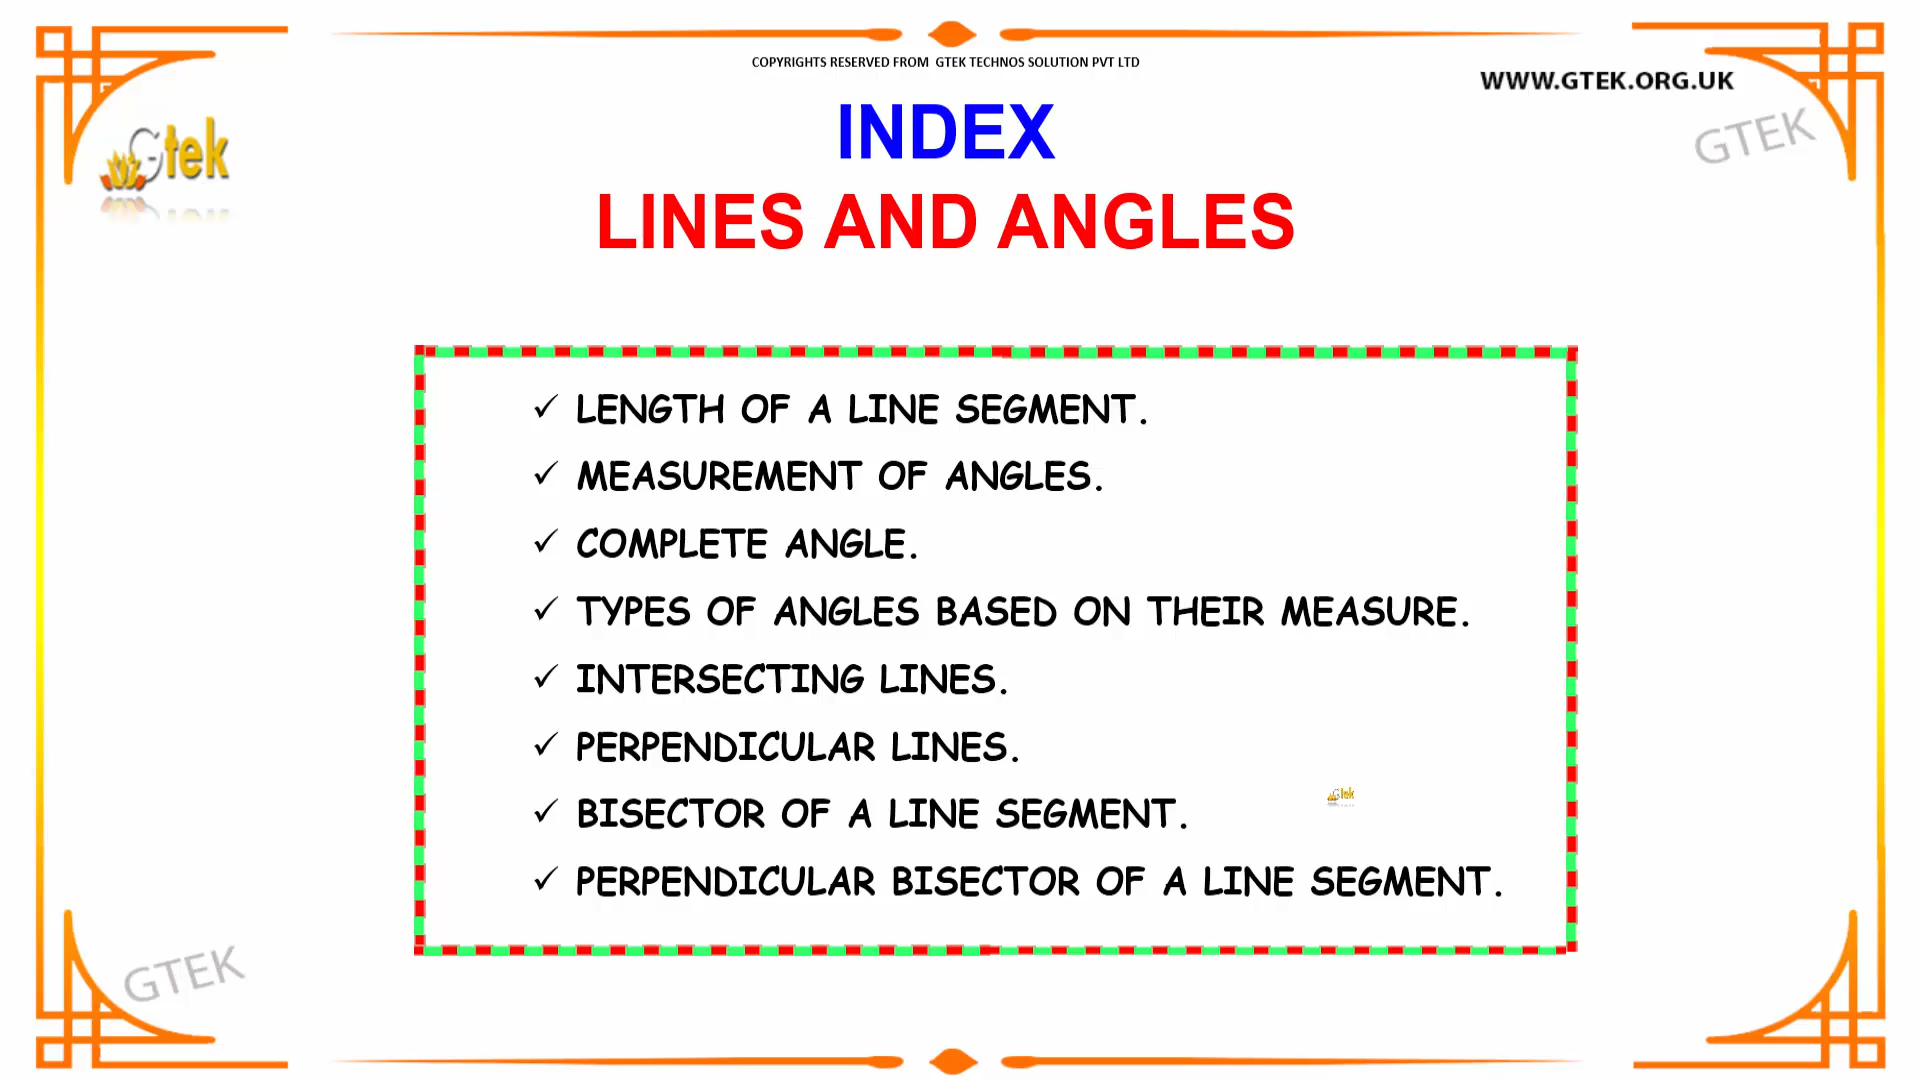 COPYRIGHTS RESERVED FROM GTEK TECHNOS SOLUTION PVT LTD
WWW.GTEK.ORG.UK
Gtek
GTEK
INDEX
LINES AND ANGLES
✓ LENGTH OF A LINE SEGMENT.
✓ MEASUREMENT OF ANGLES.
✓ COMPLETE ANGLE.
✓ TYPES OF ANGLES BASED ON THEIR MEASURE.
✓ INTERSECTING LINES.
✓ PERPENDICULAR LINES.
Gtek
✓ BISECTOR OF A LINE SEGMENT.
✓ PERPENDICULAR BISECTOR OF A LINE SEGMENT.
GTEK